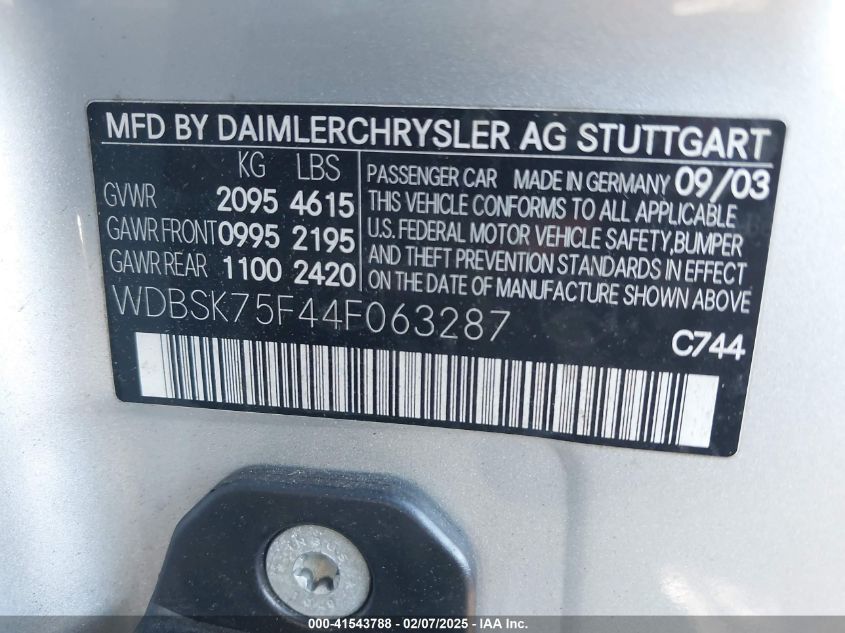 MFD BY DAIMLERCHRYSLER AG STUTTGART
KG LBS
GVWR 2095 4615
GAWR FRONT 0995 2195
GAWR REAR 1100 2420
PASSENGER CAR MADE IN GERMANY 09/03
THIS VEHICLE CONFORMS TO ALL APPLICABLE
U.S. FEDERAL MOTOR VEHICLE SAFETY,BUMPER
AND THEFT PREVENTION STANDARDS IN EFFECT
ON THE DATE OF MANUFACTURE SHOWN ABOVE
WDBSK75F44F063287
C744
000-41543788 - 02/07/2025 - IAA, Inc.